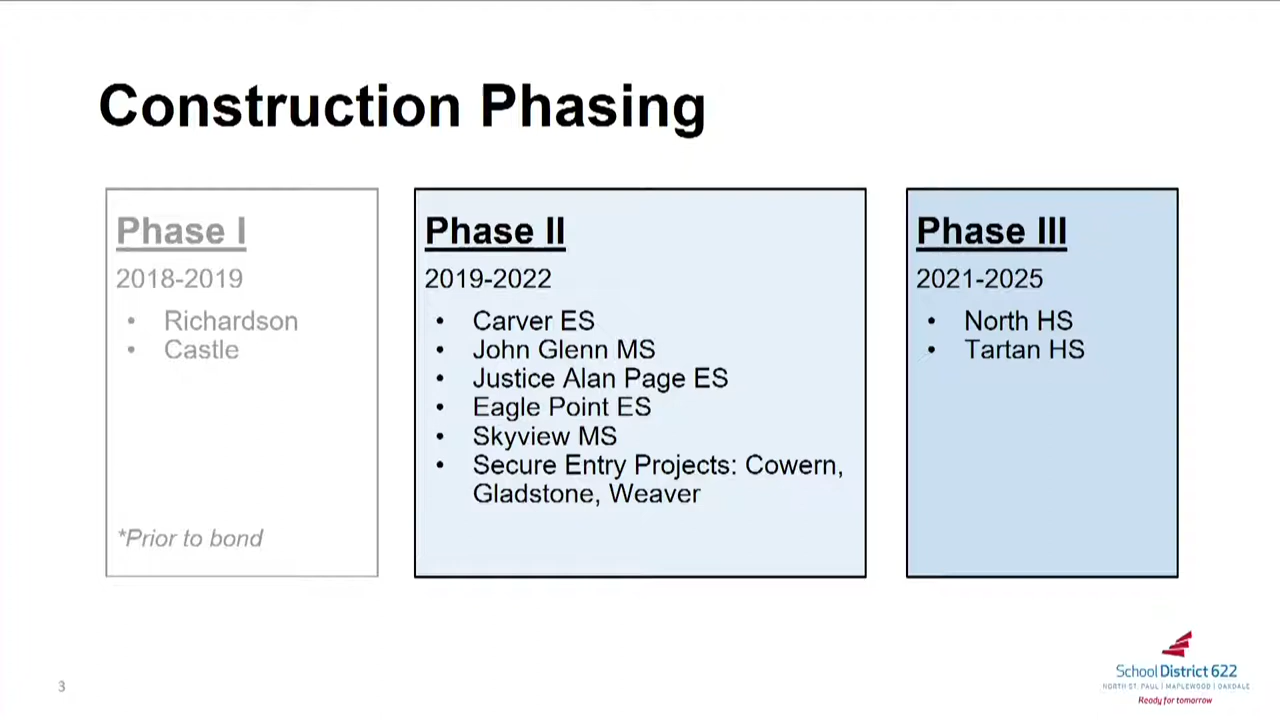 Construction Phasing
Phase I
2018-2019
• Richardson
• Castle
*Prior to bond
Phase II
2019-2022
• Carver ES
• John Glenn MS
• Justice Alan Page ES
• Eagle Point ES
• Skyview MS
• Secure Entry Projects: Cowern,
Gladstone, Weaver
Phase III
2021-2025
• North HS
• Tartan HS
3
School District 622
NORTH ST. PAUL | MAPLEWOOD | OAKDALE
Ready for tomorrow